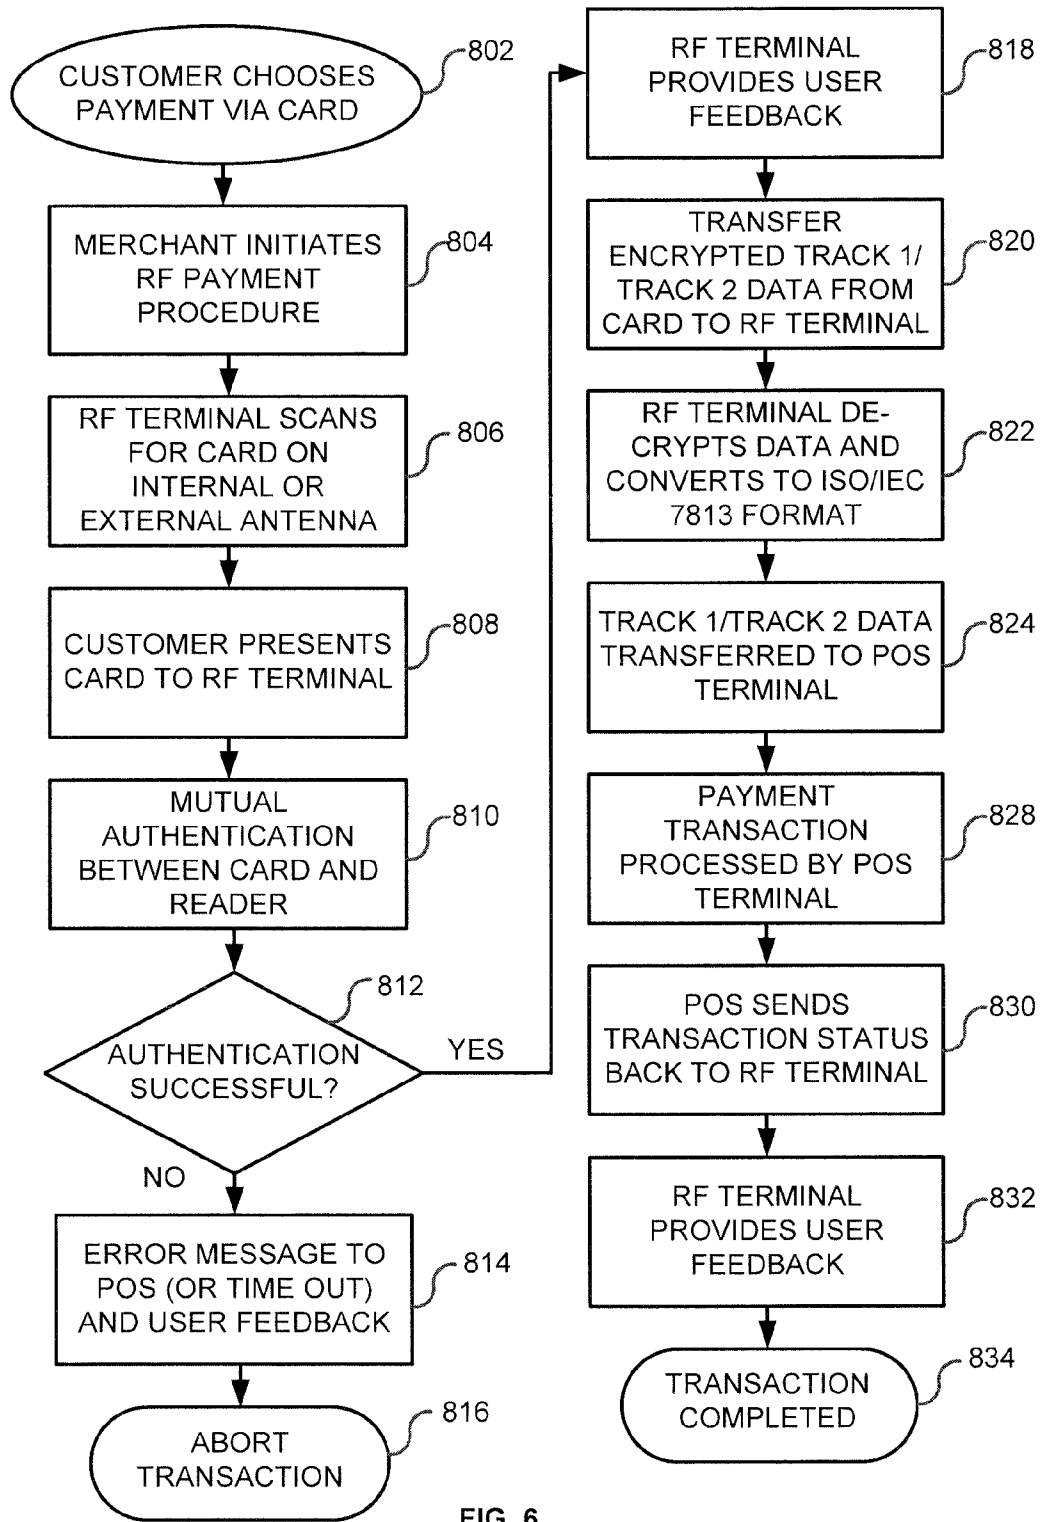 CUSTOMER CHOOSES
PAYMENT VIA CARD
802
MERCHANT INITIATES
RF PAYMENT
PROCEDURE
804
RF TERMINAL SCANS
FOR CARD ON
INTERNAL OR
EXTERNAL ANTENNA
806
CUSTOMER PRESENTS
CARD TO RF TERMINAL
808
MUTUAL
AUTHENTICATION
BETWEEN CARD AND
READER
810
812
AUTHENTICATION
SUCCESSFUL?
YES
NO
ERROR MESSAGE TO
POS (OR TIME OUT)
AND USER FEEDBACK
814
ABORT
TRANSACTION
816
RF TERMINAL
PROVIDES USER
FEEDBACK
818
TRANSFER
ENCRYPTED TRACK 1/
TRACK 2 DATA FROM
CARD TO RF TERMINAL
820
RF TERMINAL DE-
CRYPTS DATA AND
CONVERTS TO ISO/IEC
7813 FORMAT
822
TRACK 1/TRACK 2 DATA
TRANSFERRED TO POS
TERMINAL
824
PAYMENT
TRANSACTION
PROCESSED BY POS
TERMINAL
828
POS SENDS
TRANSACTION STATUS
BACK TO RF TERMINAL
830
RF TERMINAL
PROVIDES USER
FEEDBACK
832
TRANSACTION
COMPLETED
834
FIG. 6